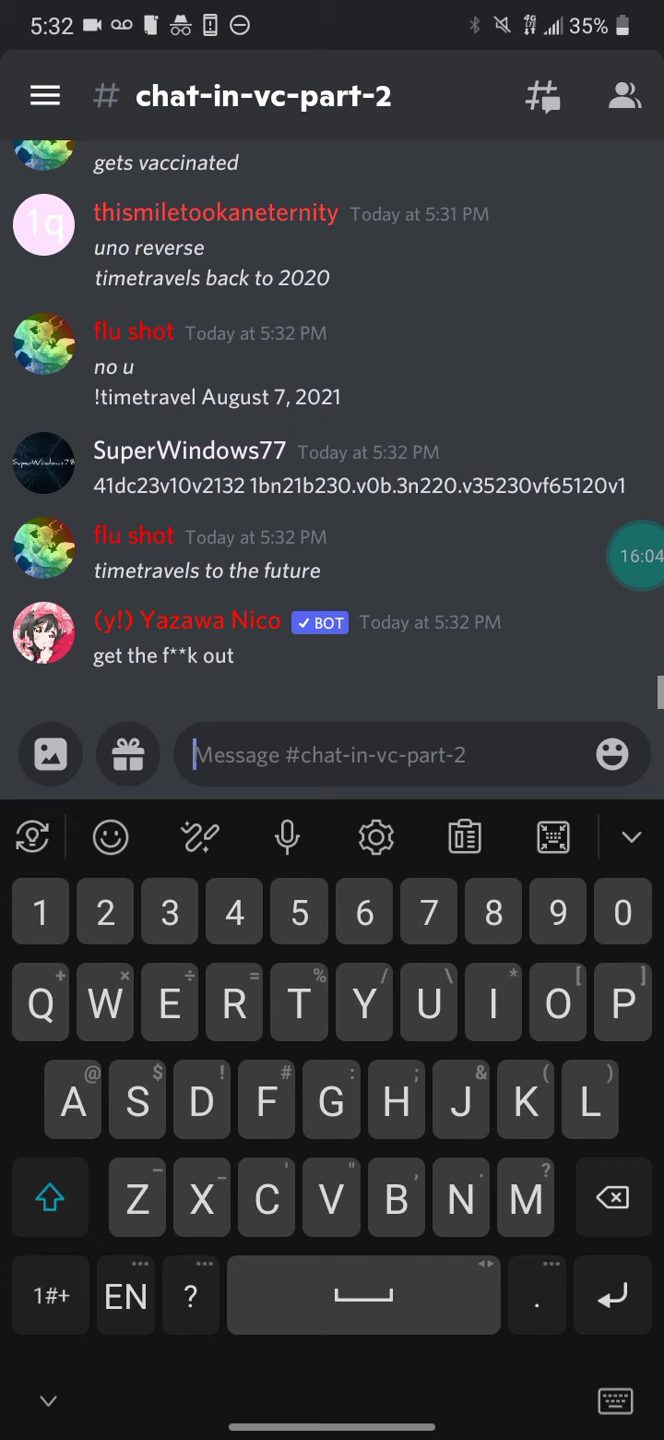 5:32 35%
# chat-in-vc-part-2
gets vaccinated
1q
thismiletookaneternity Today at 5:31 PM
uno reverse
timetravels back to 2020
flu shot Today at 5:32 PM
no u
!timetravel August 7, 2021
SuperWindows77 Today at 5:32 PM
SuperWindows78
41dc23v10v2132 1bn21b230.v0b.3n220.v35230vf65120v1
flu shot Today at 5:32 PM
timetravels to the future
16:04
(y!) Yazawa Nico ✓ BOT Today at 5:32 PM
get the f**k out
Message #chat-in-vc-part-2
1 2 3 4 5 6 7 8 9 0
+ × ÷ = % / \ * [ ]
Q W E R T Y U I O P
@ $ ! # : ; & ( )
A S D F G H J K L
– _ ' " , . ?
Z X C V B N M
1#+ EN ? .